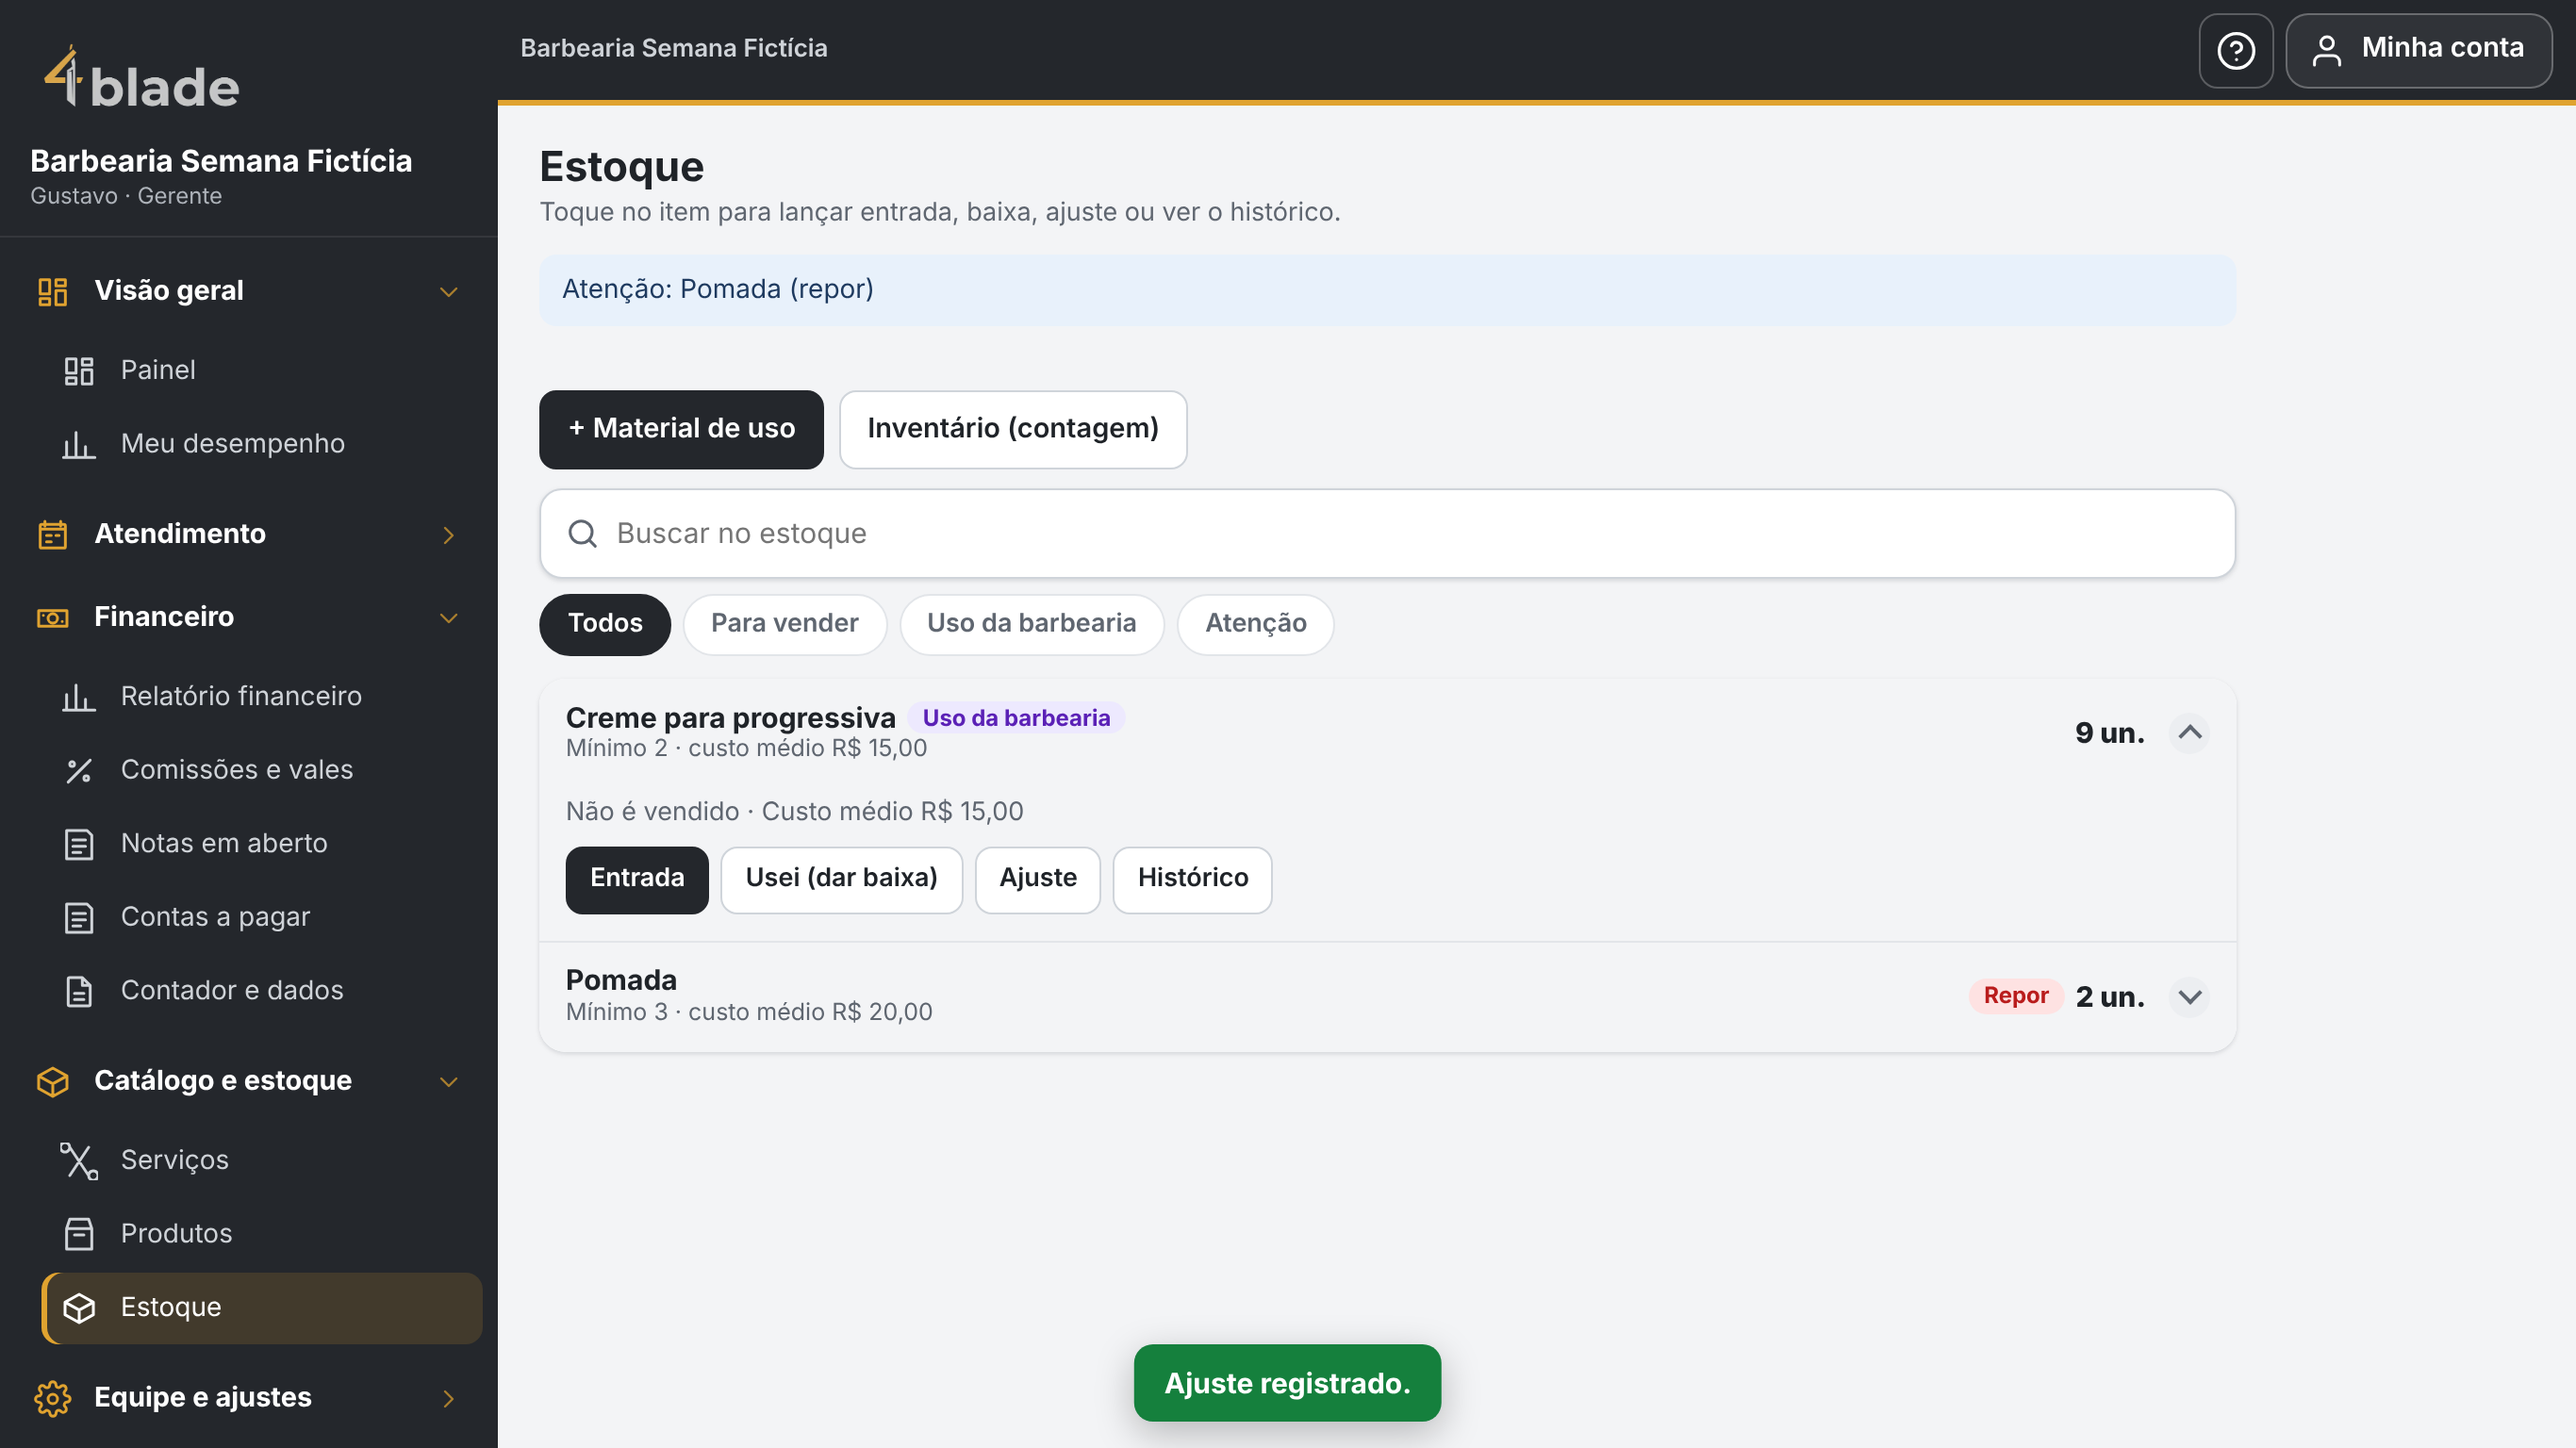 4blade
Barbearia Semana Fictícia
Gustavo · Gerente
Visão geral
Painel
Meu desempenho
Atendimento
Financeiro
Relatório financeiro
Comissões e vales
Notas em aberto
Contas a pagar
Contador e dados
Catálogo e estoque
Serviços
Produtos
Estoque
Equipe e ajustes
Barbearia Semana Fictícia
Minha conta
Estoque
Toque no item para lançar entrada, baixa, ajuste ou ver o histórico.
Atenção: Pomada (repor)
+ Material de uso
Inventário (contagem)
Buscar no estoque
Todos
Para vender
Uso da barbearia
Atenção
Creme para progressiva Uso da barbearia
Mínimo 2 · custo médio R$ 15,00
9 un.
Não é vendido · Custo médio R$ 15,00
Entrada
Usei (dar baixa)
Ajuste
Histórico
Pomada
Mínimo 3 · custo médio R$ 20,00
Repor 2 un.
Ajuste registrado.